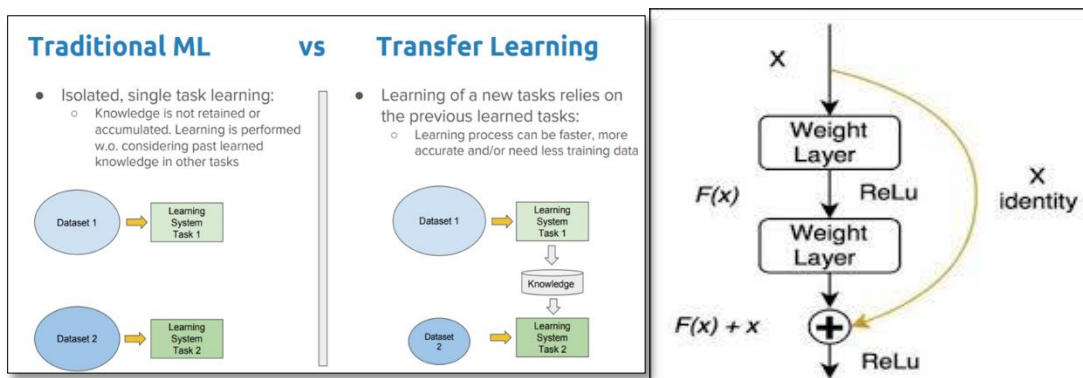 Traditional ML vs Transfer Learning
● Isolated, single task learning:
○ Knowledge is not retained or
accumulated. Learning is performed
w.o. considering past learned
knowledge in other tasks
● Learning of a new tasks relies on
the previous learned tasks:
○ Learning process can be faster, more
accurate and/or need less training data
Dataset 1
Learning
System
Task 1
Dataset 2
Learning
System
Task 2
Dataset 1
Learning
System
Task 1
Knowledge
Dataset
2
Learning
System
Task 2
X
Weight
Layer
F(x)
ReLu
X
identity
Weight
Layer
F(x) + x
+
ReLu